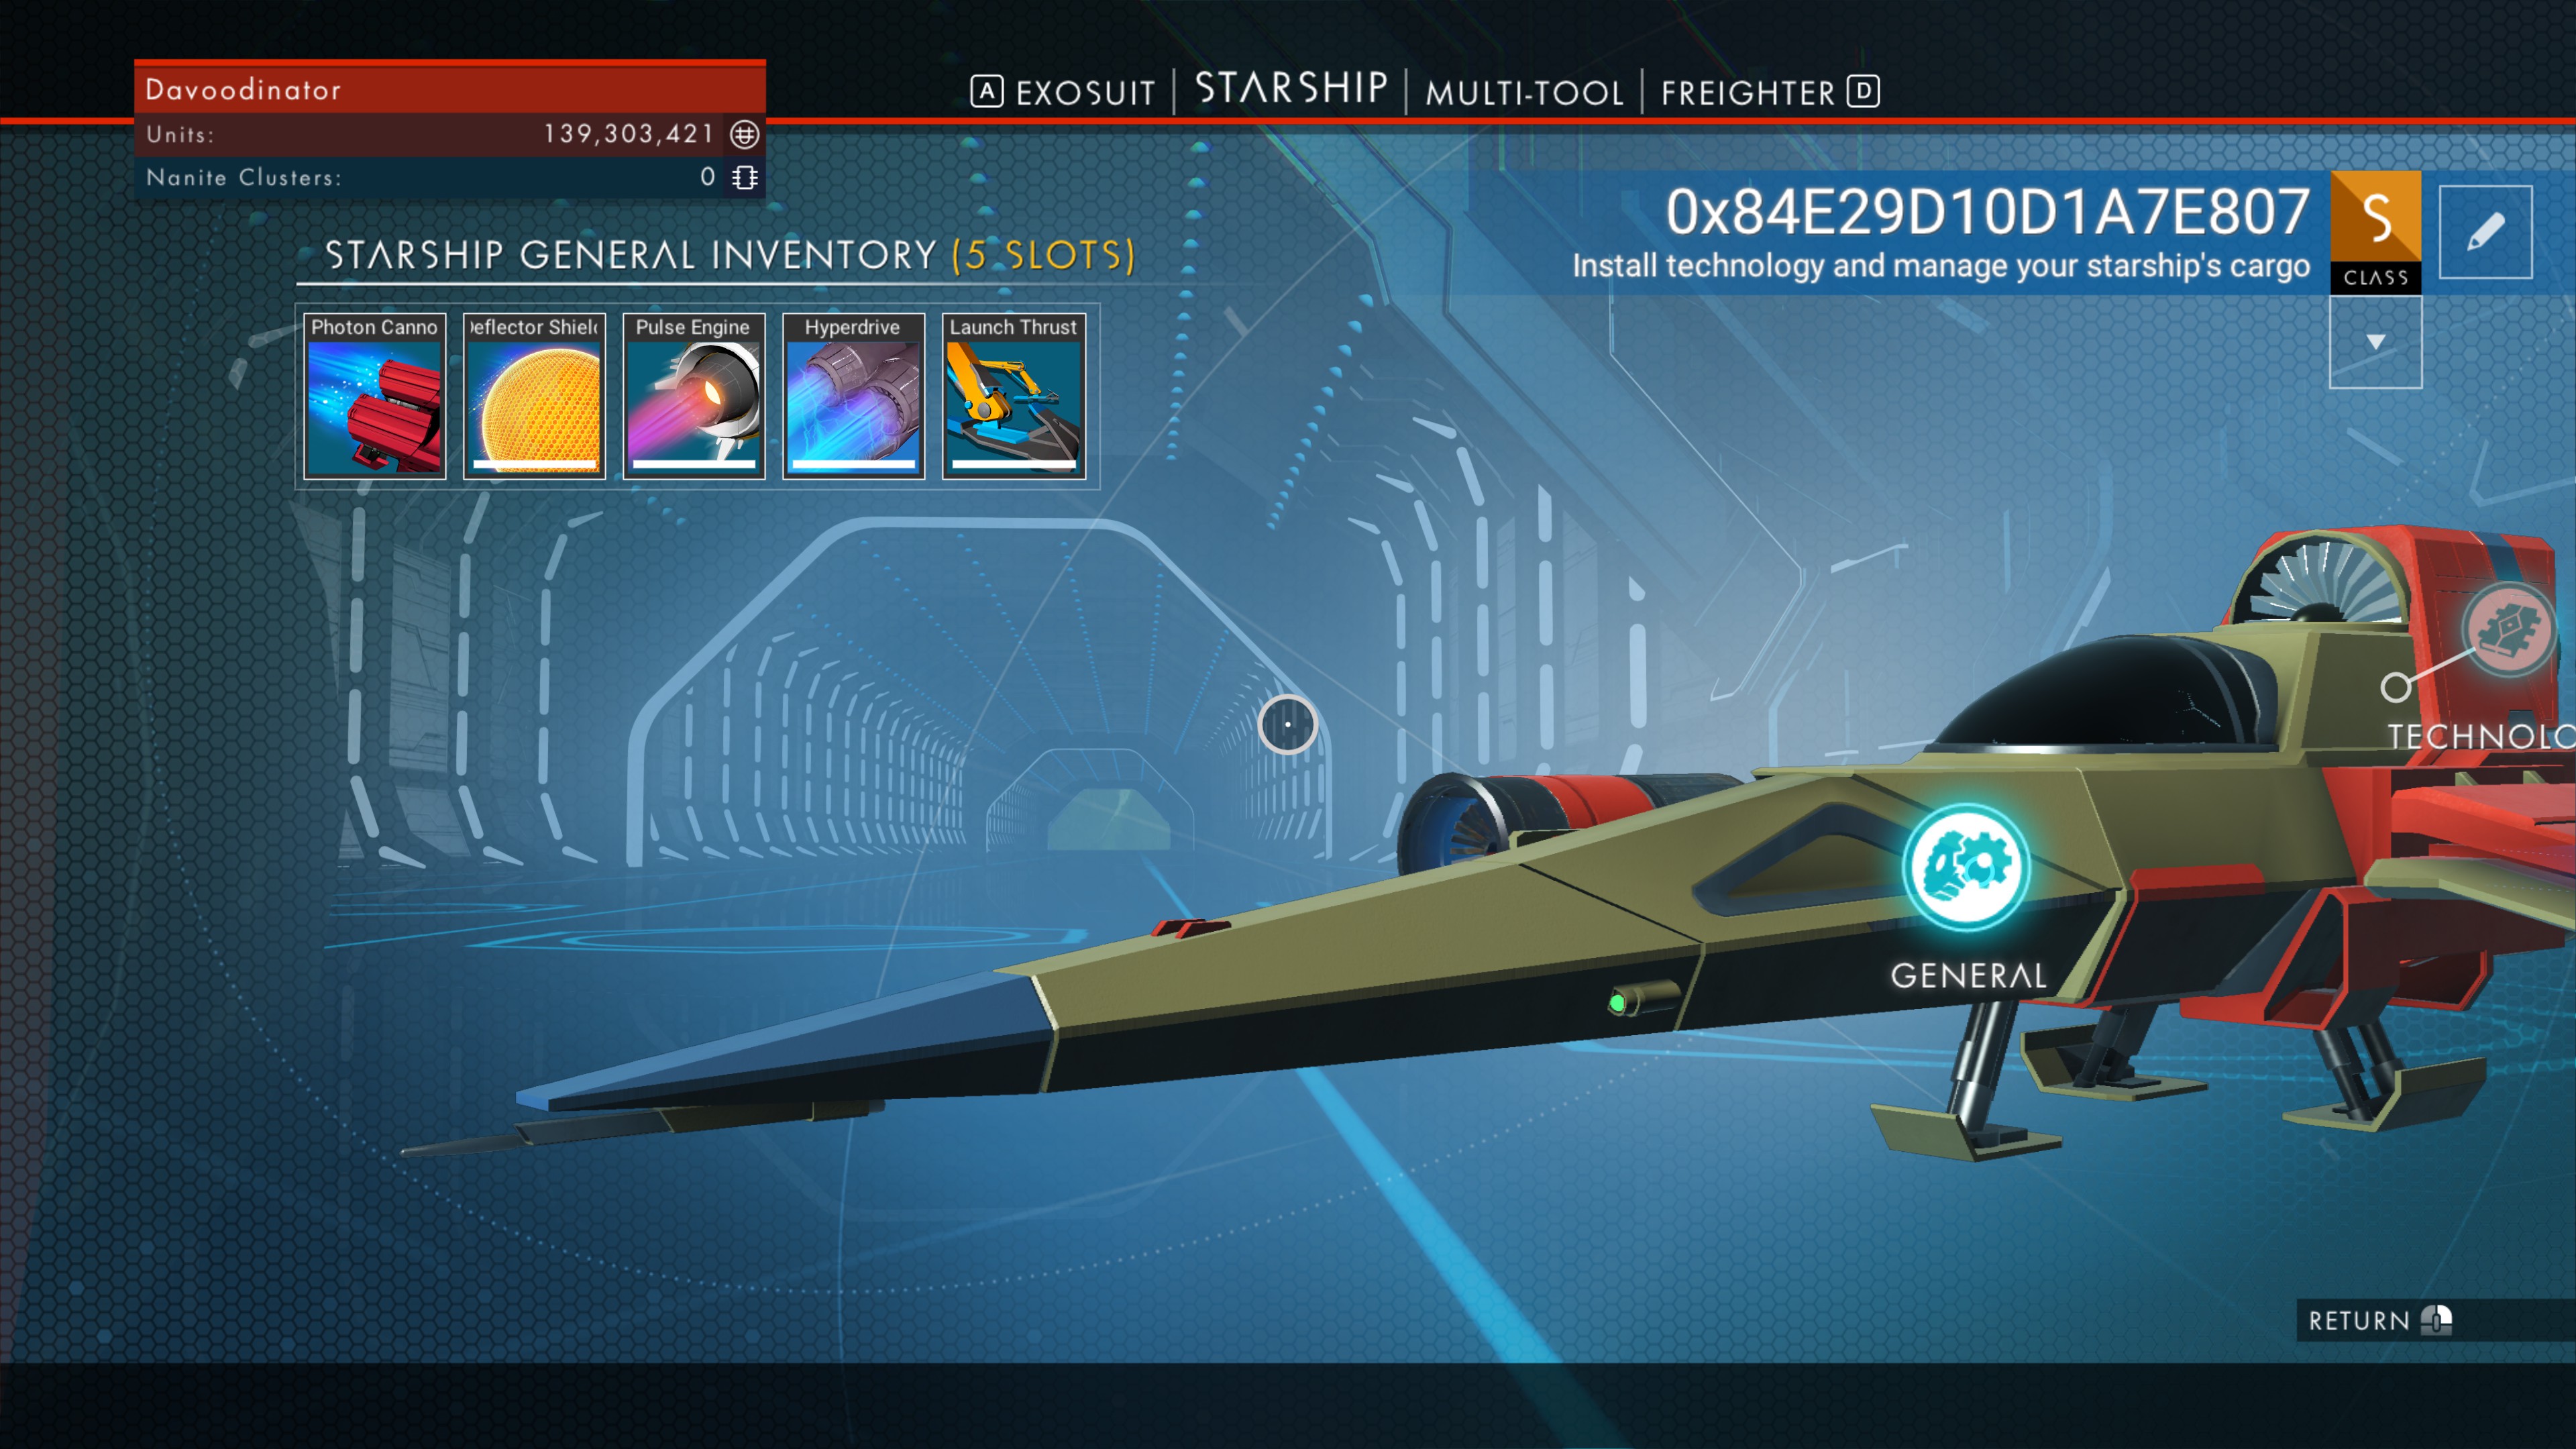 Davoodinator
Units: 139,303,421
Nanite Clusters: 0
A EXOSUIT STARSHIP MULTI-TOOL FREIGHTER D
0x84E29D10D1A7E807
Install technology and manage your starship's cargo
S
CLASS
STARSHIP GENERAL INVENTORY (5 SLOTS)
Photon Canno eflector Shield Pulse Engine Hyperdrive Launch Thrust
TECHNOLO
GENERAL
RETURN